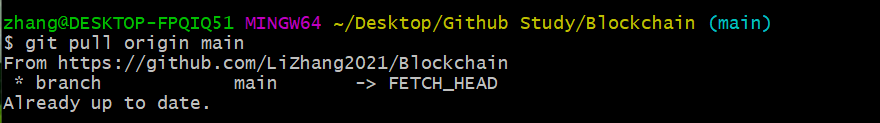 zhang@DESKTOP-FPQIQ51 MINGW64 ~/Desktop/Github Study/Blockchain (main)
$ git pull origin main
From https://github.com/LiZhang2021/Blockchain
 * branch            main       -> FETCH_HEAD
Already up to date.